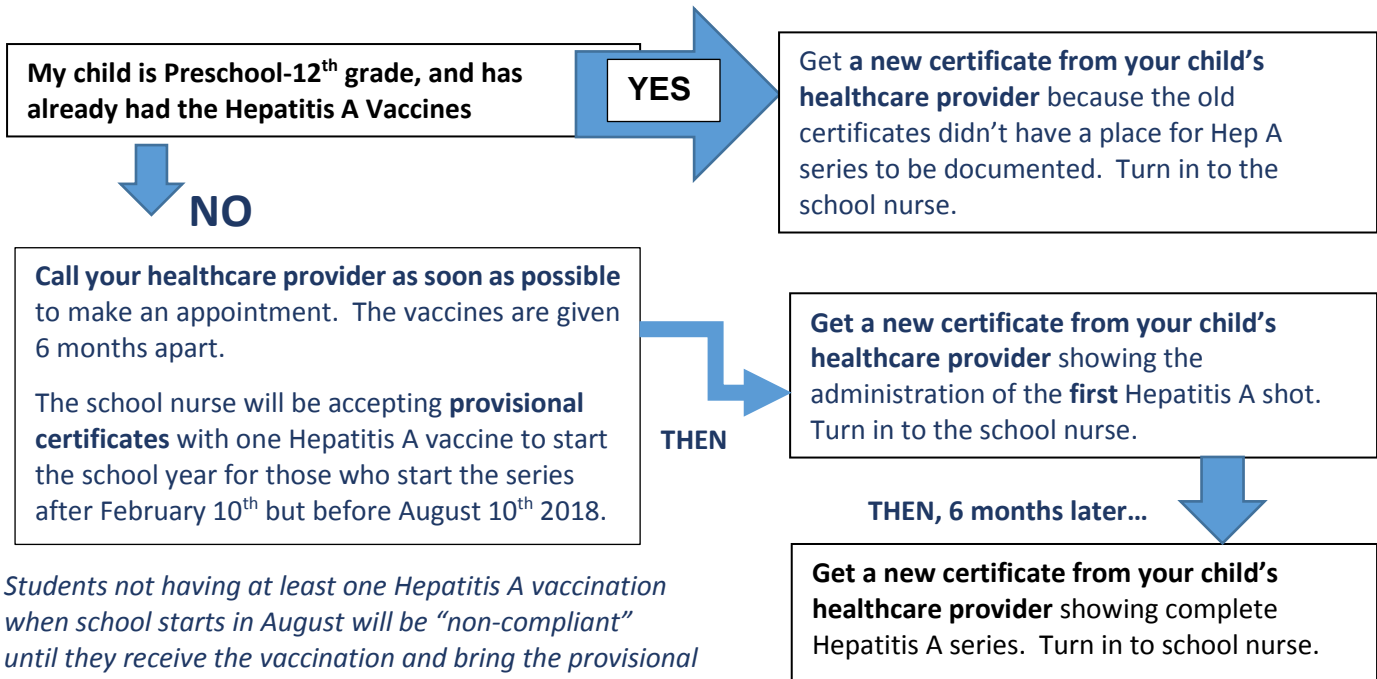 My child is Preschool-12th grade, and has
already had the Hepatitis A Vaccines
YES
Get a new certificate from your child’s
healthcare provider because the old
certificates didn’t have a place for Hep A
series to be documented. Turn in to the
school nurse.
NO
Call your healthcare provider as soon as possible
to make an appointment. The vaccines are given
6 months apart.
The school nurse will be accepting provisional
certificates with one Hepatitis A vaccine to start
the school year for those who start the series
after February 10th but before August 10th 2018.
THEN
Get a new certificate from your child’s
healthcare provider showing the
administration of the first Hepatitis A shot.
Turn in to the school nurse.
THEN, 6 months later…
Get a new certificate from your child’s
healthcare provider showing complete
Hepatitis A series. Turn in to school nurse.
Students not having at least one Hepatitis A vaccination
when school starts in August will be “non-compliant”
until they receive the vaccination and bring the provisional